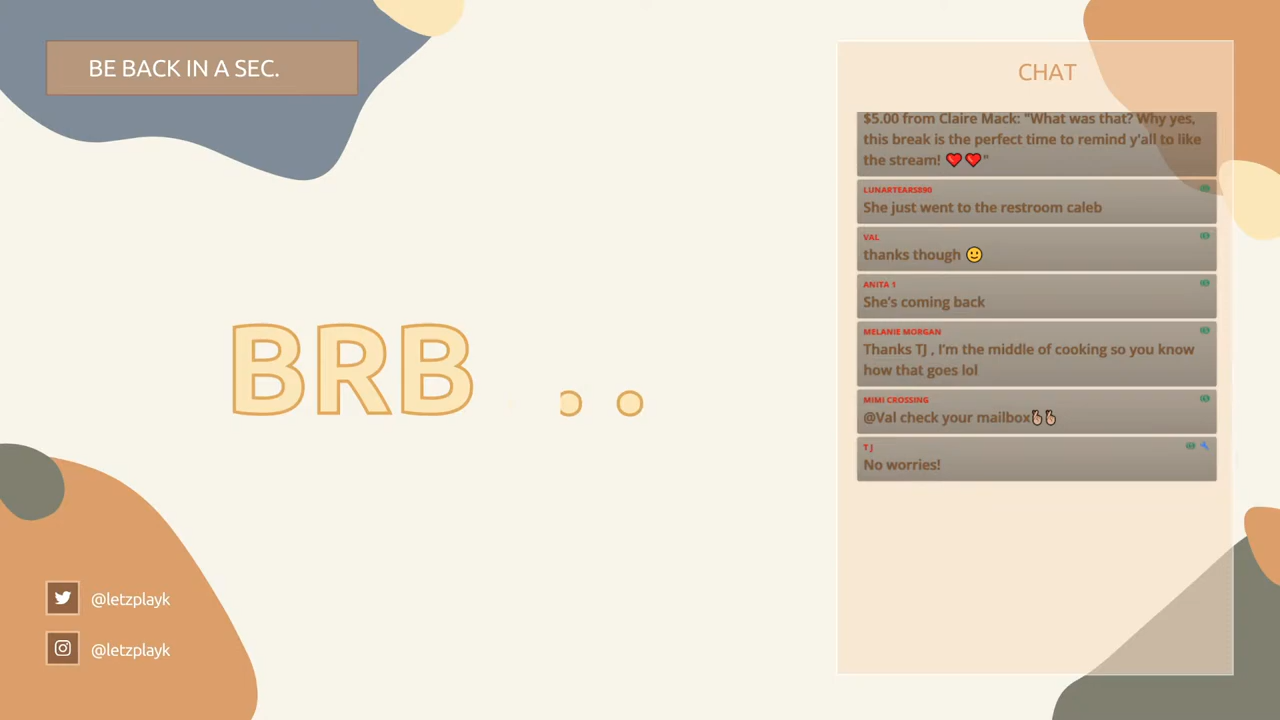 BE BACK IN A SEC.
BRB . .
@letzplayk
@letzplayk
CHAT
$5.00 from Claire Mack: "What was that? Why yes,
this break is the perfect time to remind y'all to like
the stream! ❤️❤️"
LUNARTEARS890
She just went to the restroom caleb
VAL
thanks though 🙂
ANITA 1
She's coming back
MELANIE MORGAN
Thanks TJ , I'm the middle of cooking so you know
how that goes lol
MIMI CROSSING
@Val check your mailbox🤞🏽🤞🏽
T J
No worries!